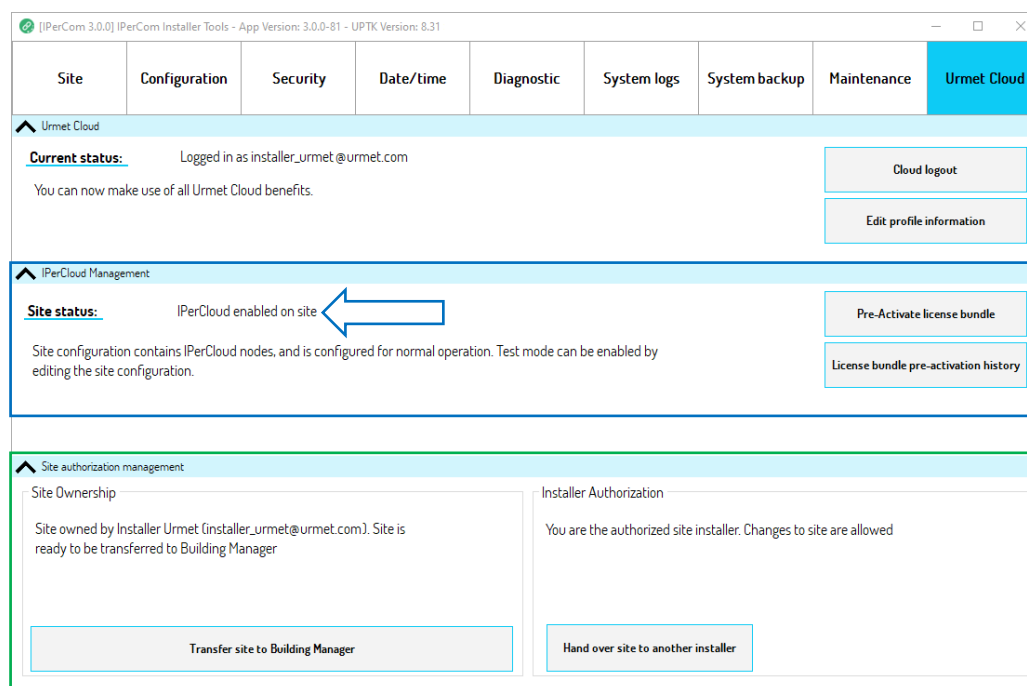 [IPerCom 3.0.0] IPerCom Installer Tools - App Version: 3.0.0-81 - UPTK Version: 8.31
Site
Configuration
Security
Date/time
Diagnostic
System logs
System backup
Maintenance
Urmet Cloud
Urmet Cloud
Current status:
Logged in as installer_urmet@urmet.com
You can now make use of all Urmet Cloud benefits.
Cloud logout
Edit profile information
IPerCloud Management
Site status:
IPerCloud enabled on site
Site configuration contains IPerCloud nodes, and is configured for normal operation. Test mode can be enabled by
editing the site configuration.
Pre-Activate license bundle
License bundle pre-activation history
Site authorization management
Site Ownership
Site owned by Installer Urmet (installer_urmet@urmet.com). Site is
ready to be transferred to Building Manager
Transfer site to Building Manager
Installer Authorization
You are the authorized site installer. Changes to site are allowed
Hand over site to another installer